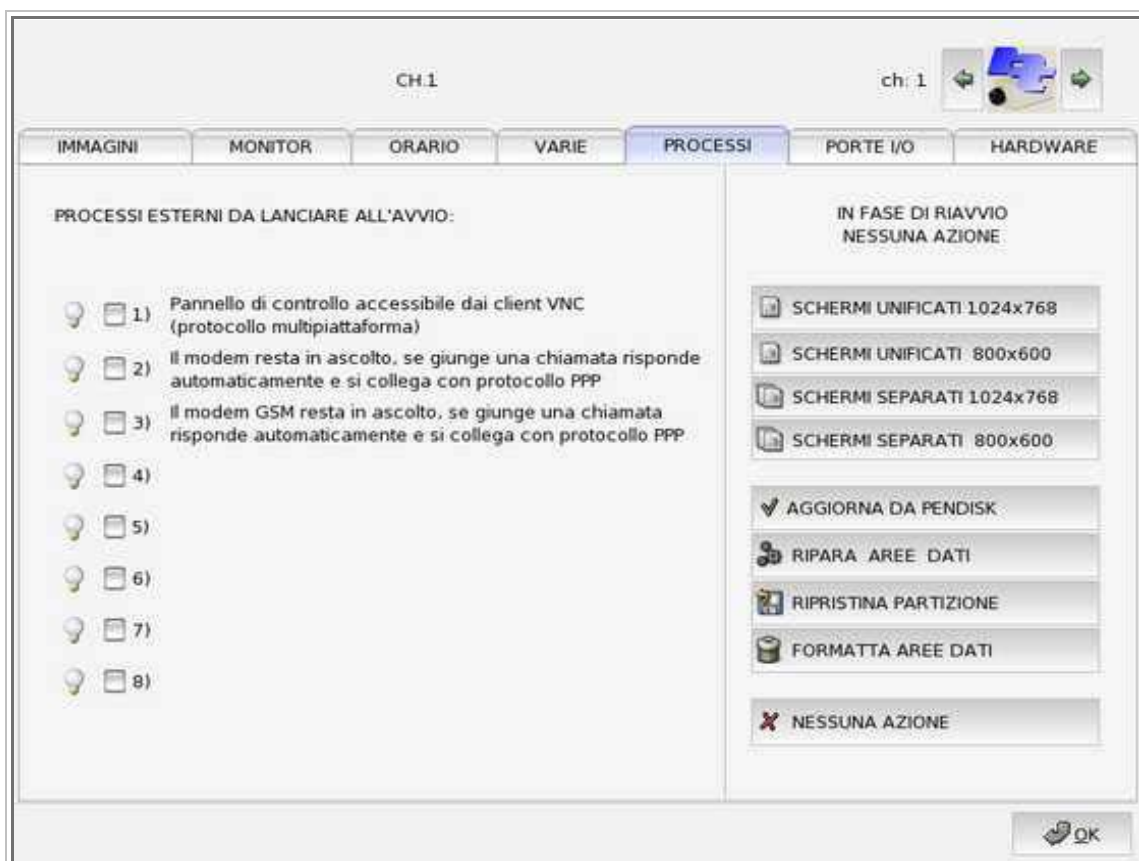 CH.1
ch: 1
IMMAGINI
MONITOR
ORARIO
VARIE
PROCESSI
PORTE I/O
HARDWARE
PROCESSI ESTERNI DA LANCIARE ALL'AVVIO:
1) Pannello di controllo accessibile dai client VNC
(protocollo multipiattaforma)
2) Il modem resta in ascolto, se giunge una chiamata risponde
automaticamente e si collega con protocollo PPP
3) Il modem GSM resta in ascolto, se giunge una chiamata
risponde automaticamente e si collega con protocollo PPP
4)
5)
6)
7)
8)
IN FASE DI RIAVVIO
NESSUNA AZIONE
SCHERMI UNIFICATI 1024x768
SCHERMI UNIFICATI 800x600
SCHERMI SEPARATI 1024x768
SCHERMI SEPARATI 800x600
AGGIORNA DA PENDISK
RIPARA AREE DATI
RIPRISTINA PARTIZIONE
FORMATTA AREE DATI
NESSUNA AZIONE
OK